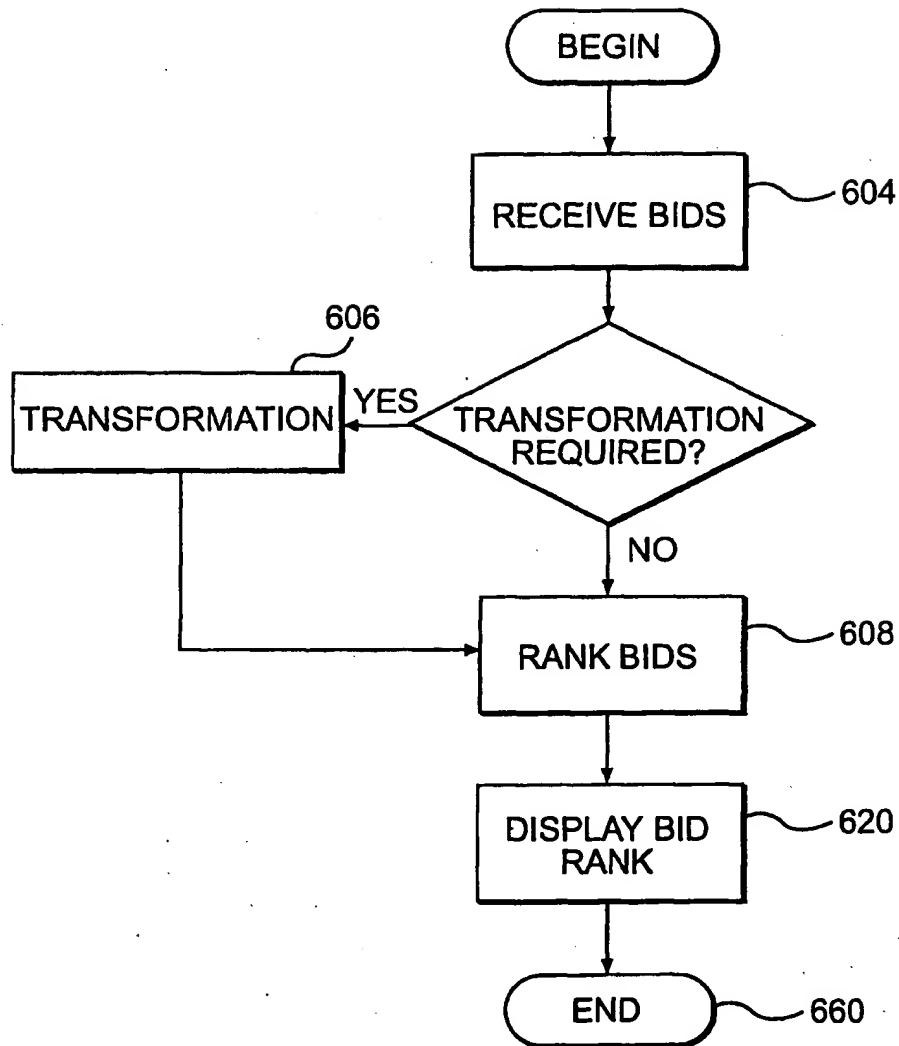 BEGIN
RECEIVE BIDS
604
606
TRANSFORMATION
YES
TRANSFORMATION
REQUIRED?
NO
RANK BIDS
608
DISPLAY BID
RANK
620
END
660